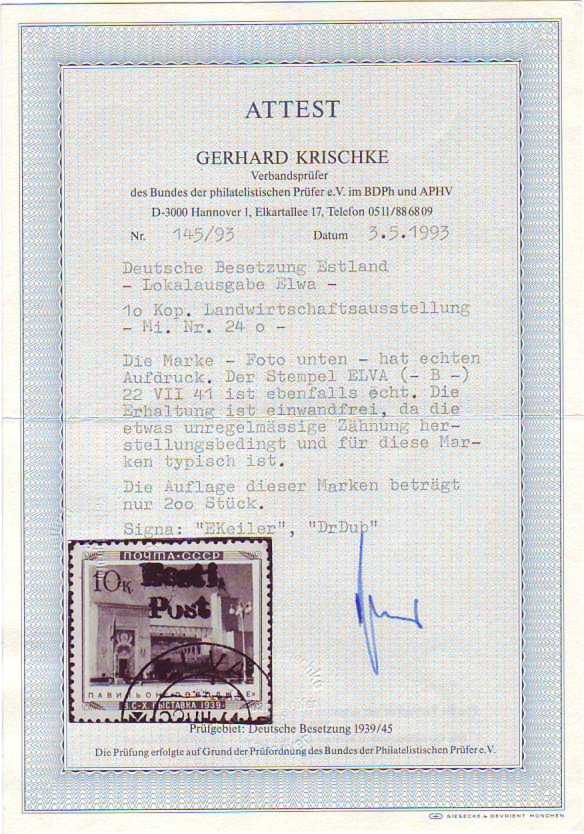 ATTEST
GERHARD KRISCHKE
Verbandsprüfer
des Bundes der philatelistischen Prüfer e.V. im BDPh und APHV
D-3000 Hannover 1, Elkartallee 17, Telefon 0511/886809
Nr. 145/93 Datum 3.5.1993
Deutsche Besetzung Estland
- Lokalausgabe Elwa -
1o Kop. Landwirtschaftsausstellung
- Mi. Nr. 24 o -
Die Marke - Foto unten - hat echten
Aufdruck. Der Stempel ELVA (- B -)
22 VII 41 ist ebenfalls echt. Die
Erhaltung ist einwandfrei, da die
etwas unregelmässige Zähnung her-
stellungsbedingt und für diese Mar-
ken typisch ist.
Die Auflage dieser Marken beträgt
nur 2oo Stück.
Signa: "EKeiler", "DrDub"
ПОЧТА·СССР
10 К.
Eesti
Post
ПАВИЛЬОН
В.С-Х. ВЫСТАВКА 1939
Prüfgebiet: Deutsche Besetzung 1939/45
Die Prüfung erfolgte auf Grund der Prüfordnung des Bundes der Philatelistischen Prüfer e.V.
GIESECKE & DEVRIENT MÜNCHEN